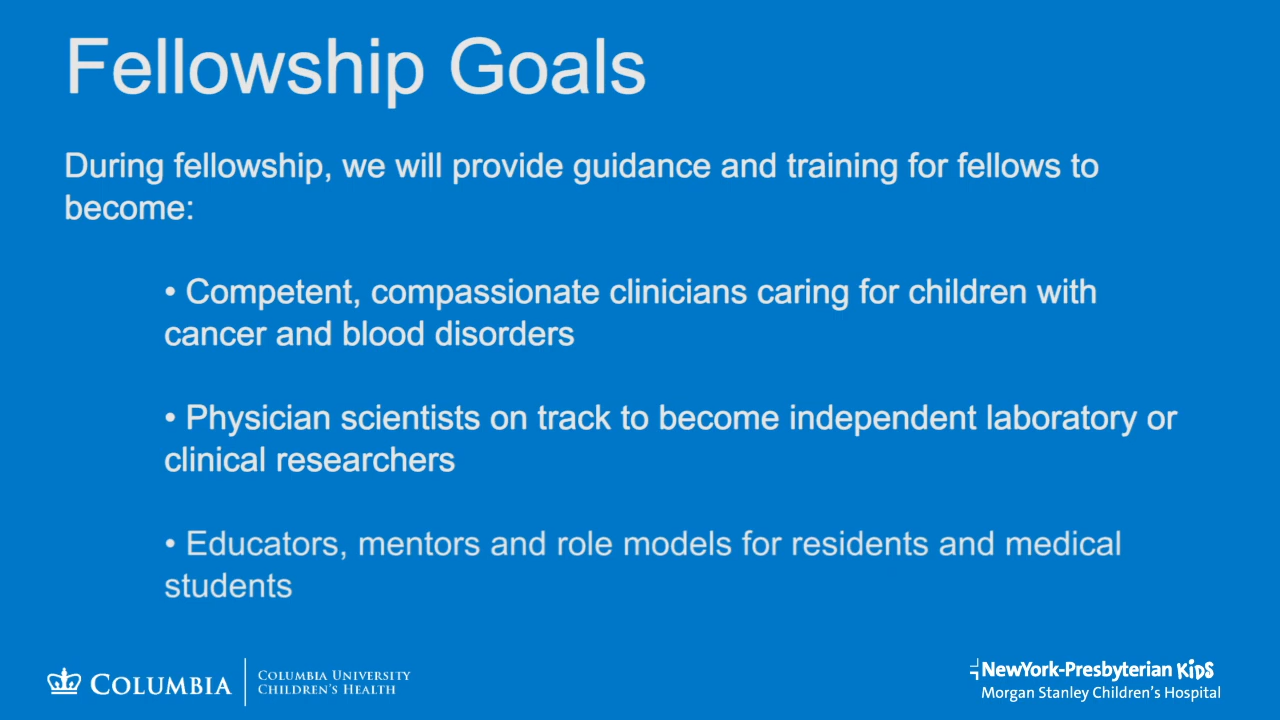 Fellowship Goals
During fellowship, we will provide guidance and training for fellows to
become:
• Competent, compassionate clinicians caring for children with
cancer and blood disorders
• Physician scientists on track to become independent laboratory or
clinical researchers
• Educators, mentors and role models for residents and medical
students
COLUMBIA
COLUMBIA UNIVERSITY
CHILDREN'S HEALTH
NewYork-Presbyterian KiDS
Morgan Stanley Children's Hospital